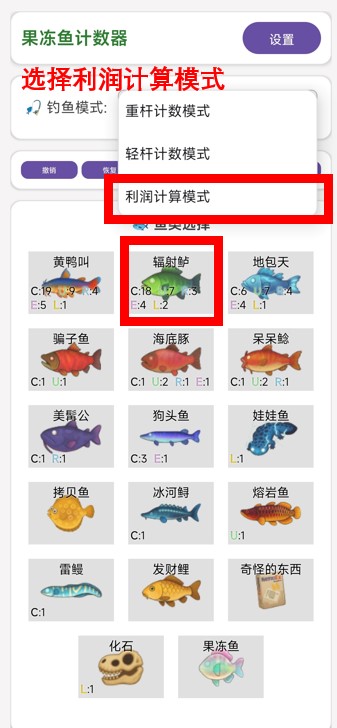 果冻鱼计数器
设置
选择利润计算模式
钓鱼模式:
重杆计数模式
轻杆计数模式
利润计算模式
撤销
恢复
鱼类选择
黄鸭叫
C:19 9 R:4
E:5 L:1
辐射鲈
C:18 7 :3
E:4 L:2
地包天
C:6 7 :4
E:4 L:1
骗子鱼
C:1 U:1
海底豚
C:1 U:2 R:1 E:1
呆呆鲶
C:1 U:2 R:1
美髯公
C:1 R:1
狗头鱼
C:3 E:1
娃娃鱼
L:1
拷贝鱼
冰河鲟
C:1
熔岩鱼
U:1
雷鳗
C:1
发财鲤
奇怪的东西
化石
L:1
果冻鱼